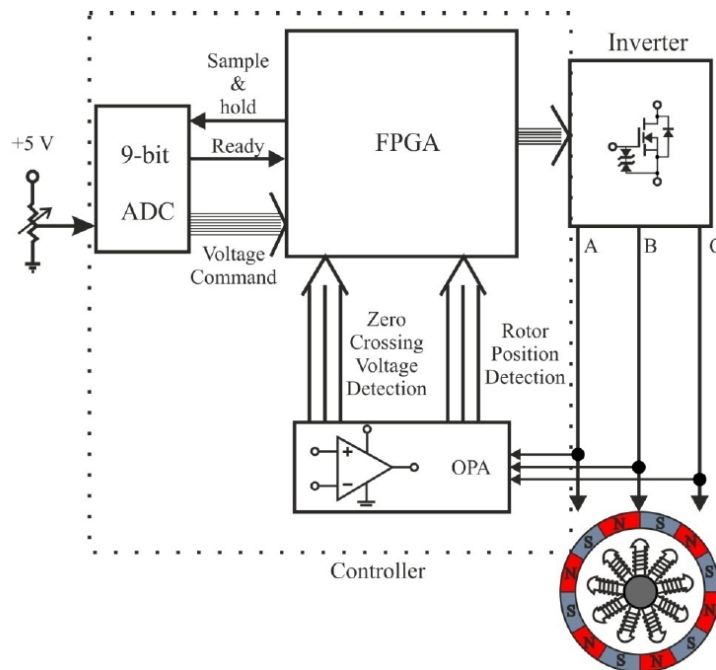 Inverter
Sample
&
hold
FPGA
+5 V
9-bit
Ready
ADC
Voltage
Command
A
B
C
Zero
Crossing
Voltage
Detection
Rotor
Position
Detection
+
−
OPA
Controller
N
S
N
S
N
S
N
S
N
S
N
S